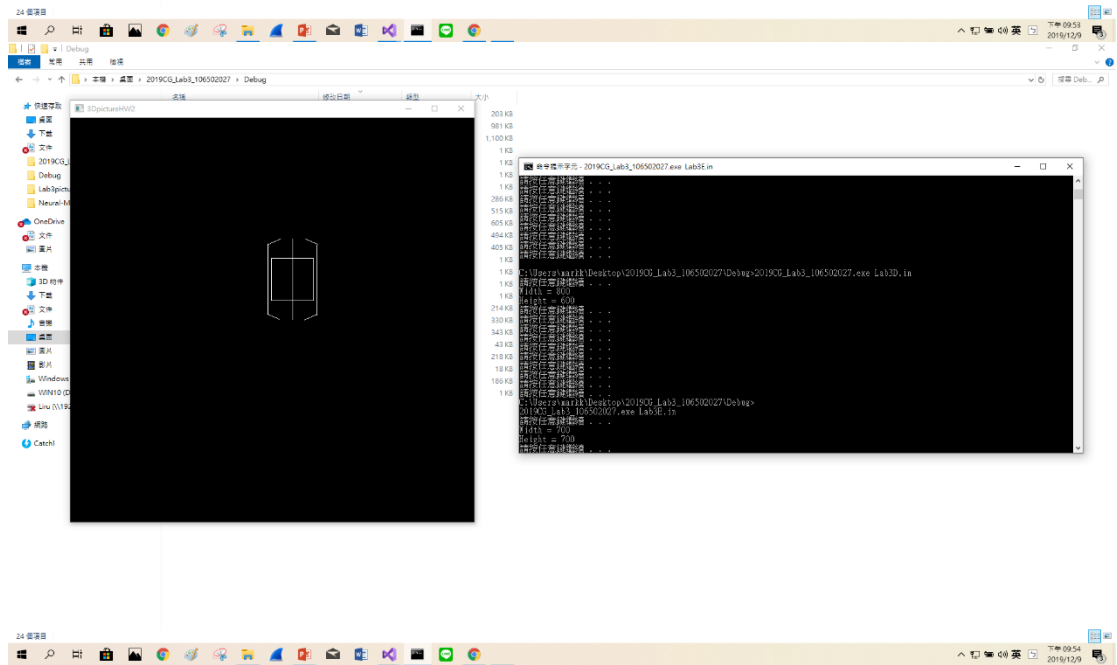 24 個項目
英
下午 09:53
2019/12/9
Debug
檔案 常用 共用 檢視
本機 › 桌面 › 2019CG_Lab3_106502027 › Debug
搜尋 Deb...
名稱 修改日期 類型 大小
快速存取
桌面
下載
文件
2019CG_L
Debug
Lab3pictu
Neural-M
OneDrive
文件
圖片
本機
3D 物件
下載
文件
音樂
桌面
圖片
影片
Windows
WIN10 (D
Liru (\\192
網路
Catch!
3DpictureHW2
203 KB
981 KB
1,100 KB
1 KB
1 KB
1 KB
1 KB
286 KB
515 KB
605 KB
494 KB
405 KB
1 KB
1 KB
1 KB
1 KB
214 KB
330 KB
343 KB
43 KB
218 KB
18 KB
186 KB
1 KB
命令提示字元 - 2019CG_Lab3_106502027.exe Lab3E.in
請按任意鍵繼續 . . .
請按任意鍵繼續 . . .
請按任意鍵繼續 . . .
請按任意鍵繼續 . . .
請按任意鍵繼續 . . .
請按任意鍵繼續 . . .
請按任意鍵繼續 . . .
請按任意鍵繼續 . . .
請按任意鍵繼續 . . .
C:\Users\markk\Desktop\2019CG_Lab3_106502027\Debug>2019CG_Lab3_106502027.exe Lab3D.in
請按任意鍵繼續 . . .
Width = 800
Height = 600
請按任意鍵繼續 . . .
請按任意鍵繼續 . . .
請按任意鍵繼續 . . .
請按任意鍵繼續 . . .
請按任意鍵繼續 . . .
請按任意鍵繼續 . . .
請按任意鍵繼續 . . .
請按任意鍵繼續 . . .
請按任意鍵繼續 . . .
請按任意鍵繼續 . . .
C:\Users\markk\Desktop\2019CG_Lab3_106502027\Debug>
2019CG_Lab3_106502027.exe Lab3E.in
請按任意鍵繼續 . . .
Width = 700
Height = 700
請按任意鍵繼續 . . .
24 個項目
英
下午 09:54
2019/12/9